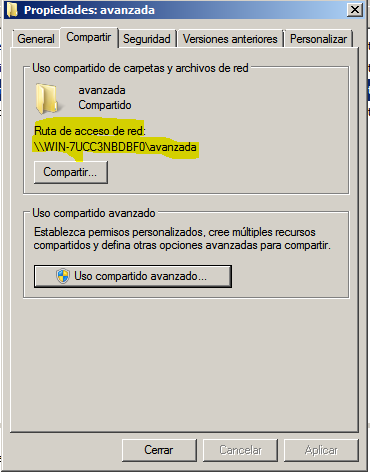 Propiedades: avanzada
General Compartir Seguridad Versiones anteriores Personalizar
Uso compartido de carpetas y archivos de red
avanzada
Compartido
Ruta de acceso de red:
\\WIN-7UCC3NBDBF0\avanzada
Compartir...
Uso compartido avanzado
Establezca permisos personalizados, cree múltiples recursos
compartidos y defina otras opciones avanzadas para compartir.
Uso compartido avanzado...
Cerrar Cancelar Aplicar